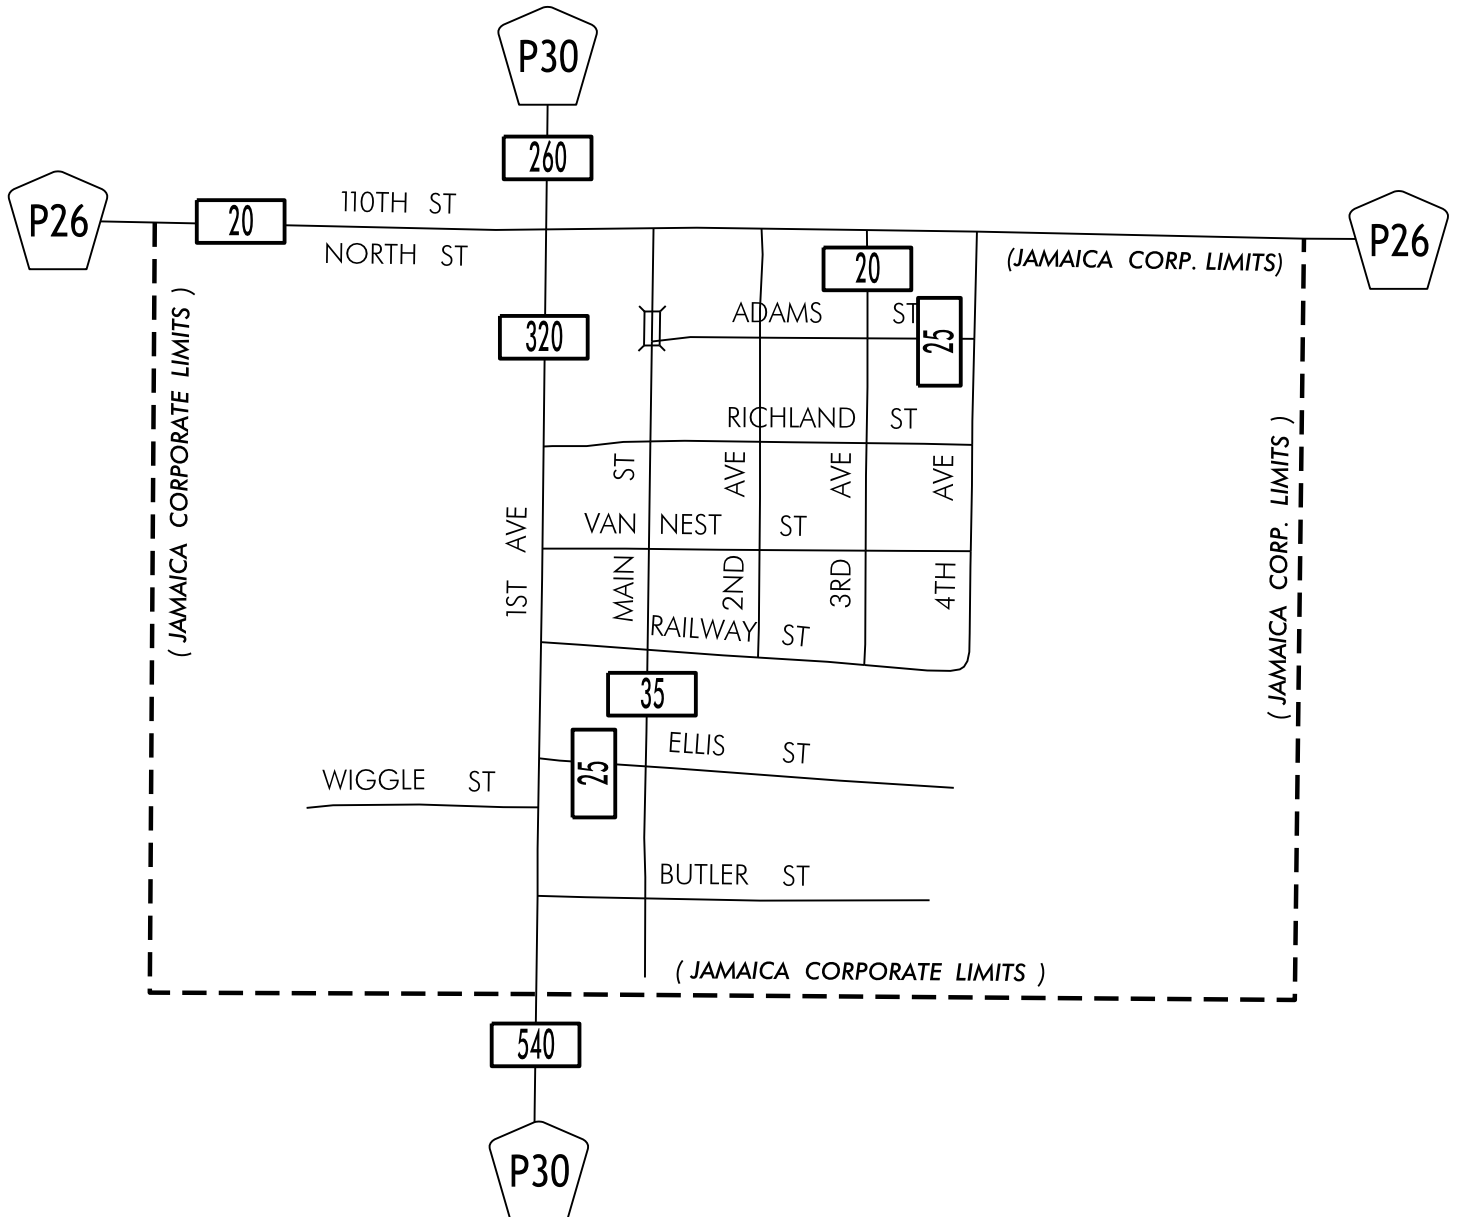 P30
260
P26
20
110TH ST
NORTH ST
P26
(JAMAICA CORP. LIMITS)
20
ADAMS ST
25
320
(JAMAICA CORPORATE LIMITS)
RICHLAND ST
1ST AVE
MAIN ST
2ND AVE
3RD AVE
4TH AVE
VAN NEST ST
(JAMAICA CORP. LIMITS)
RAILWAY ST
35
ELLIS ST
25
WIGGLE ST
BUTLER ST
(JAMAICA CORPORATE LIMITS)
540
P30